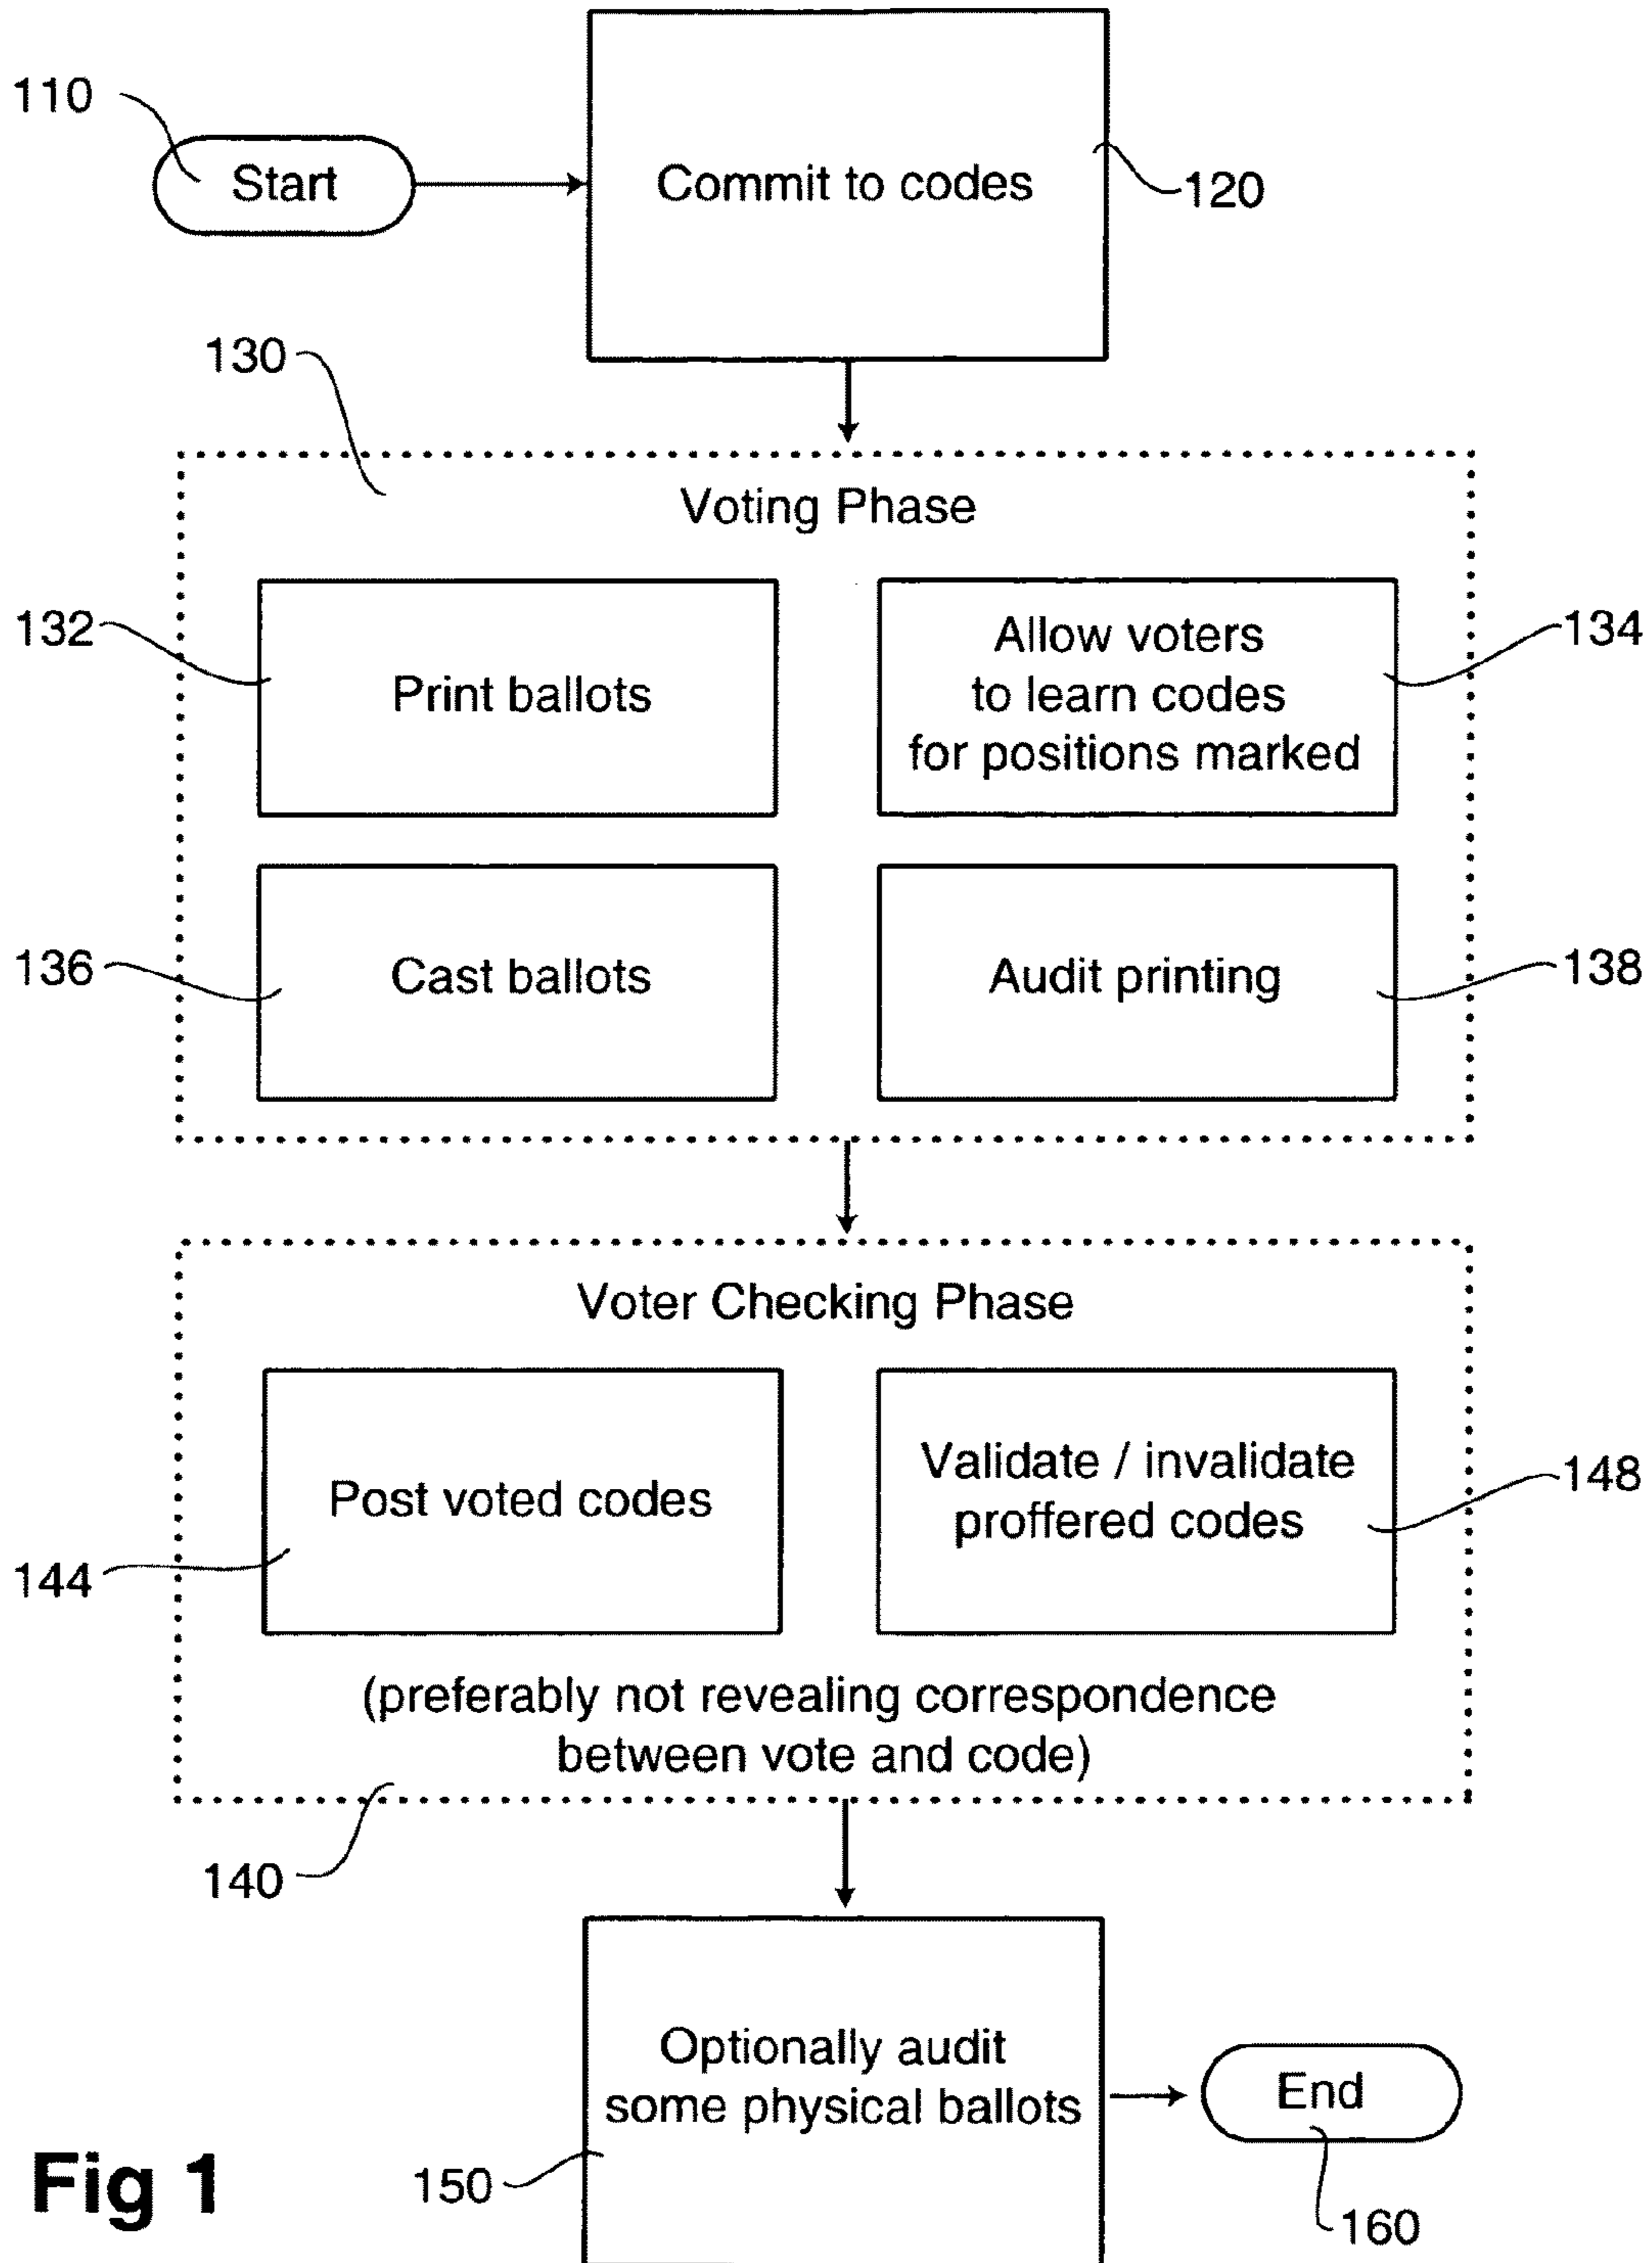 110
Start
Commit to codes
120
130
Voting Phase
132
Print ballots
Allow voters
to learn codes
for positions marked
134
136
Cast ballots
Audit printing
138
Voter Checking Phase
144
Post voted codes
Validate / invalidate
proffered codes
148
(preferably not revealing correspondence
between vote and code)
140
Optionally audit
some physical ballots
End
Fig 1
150
160